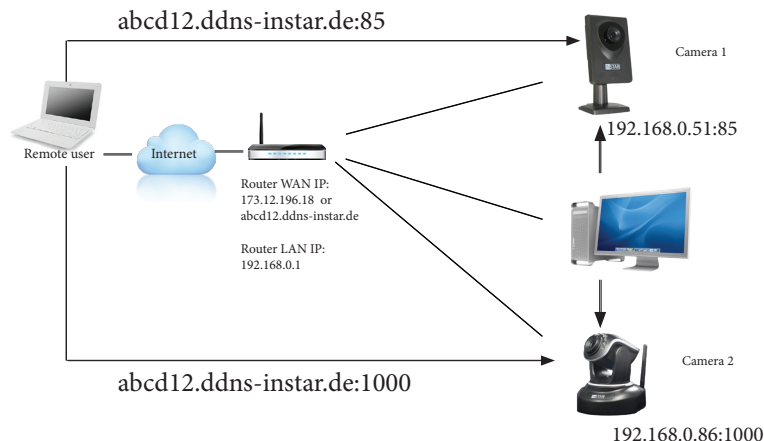 abcd12.ddns-instar.de:85
Camera 1
192.168.0.51:85
Remote user
Internet
Router WAN IP:
173.12.196.18 or
abcd12.ddns-instar.de
Router LAN IP:
192.168.0.1
Camera 2
abcd12.ddns-instar.de:1000
192.168.0.86:1000